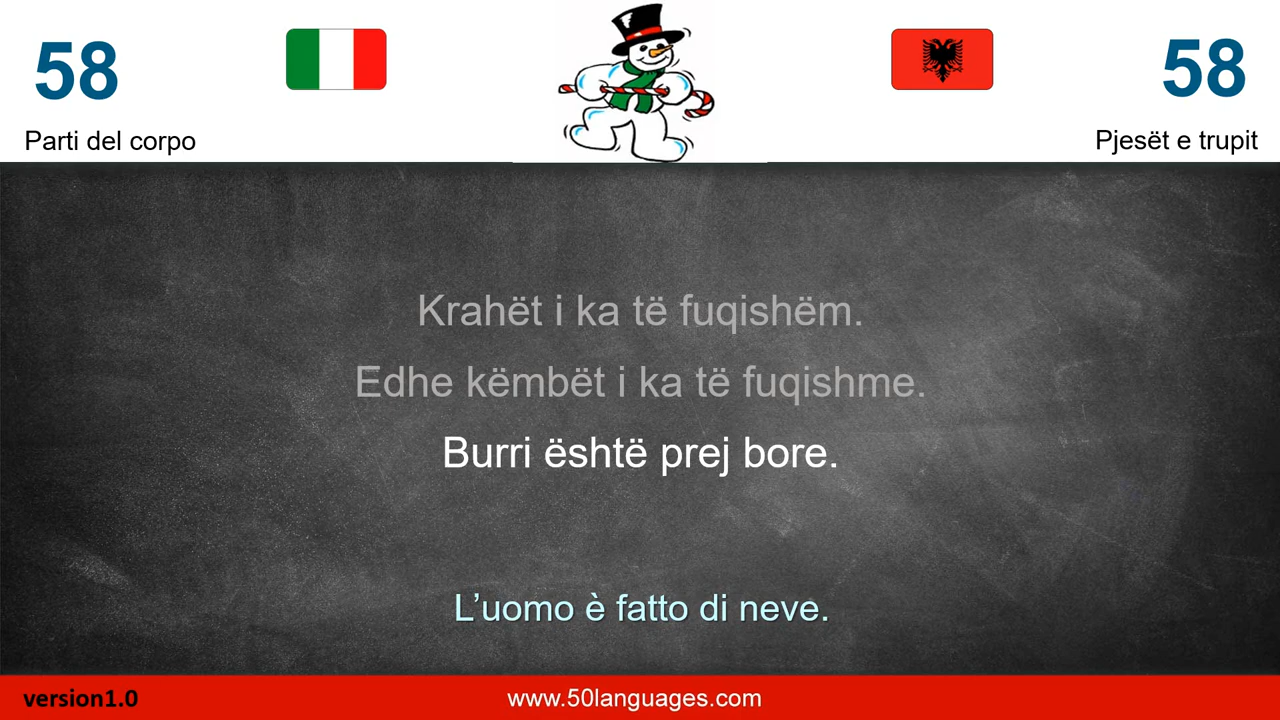 58
58
Parti del corpo
Pjesët e trupit
Krahët i ka të fuqishëm.
Edhe këmbët i ka të fuqishme.
Burri është prej bore.
L’uomo è fatto di neve.
version1.0
www.50languages.com